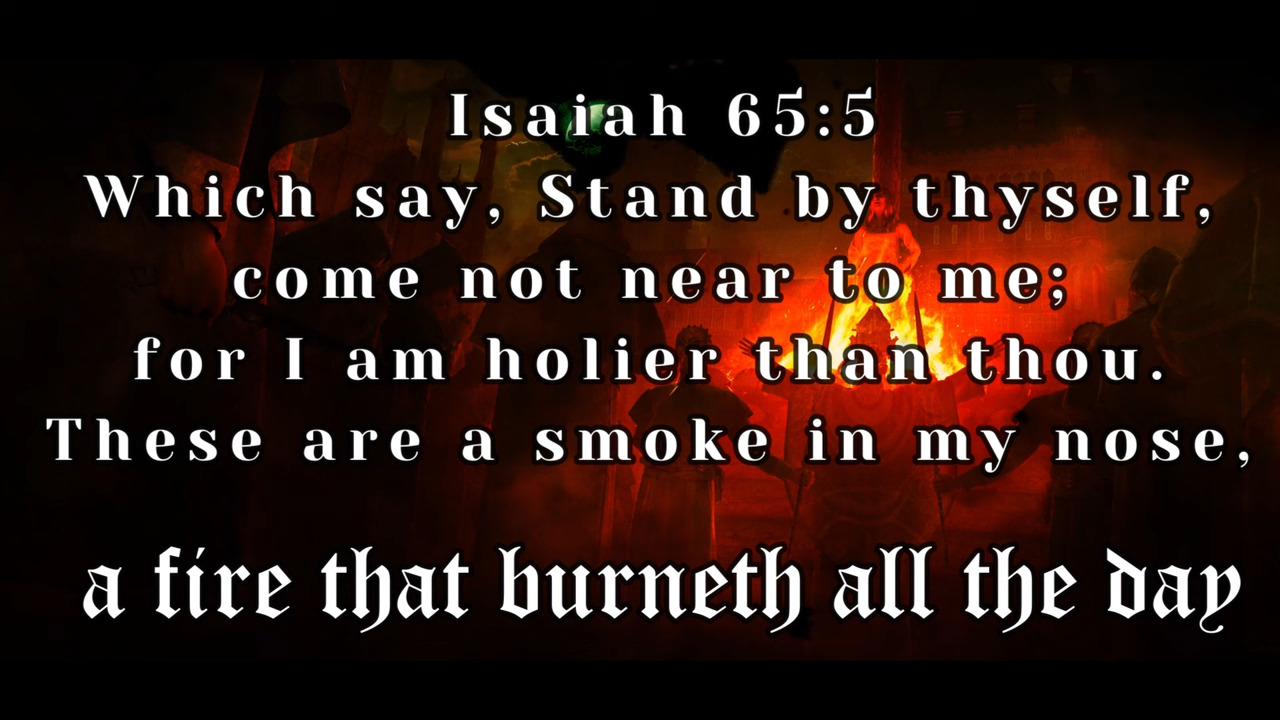 Isaiah 65:5
Which say, Stand by thyself,
come not near to me;
for I am holier than thou.
These are a smoke in my nose,
a fire that burneth all the day